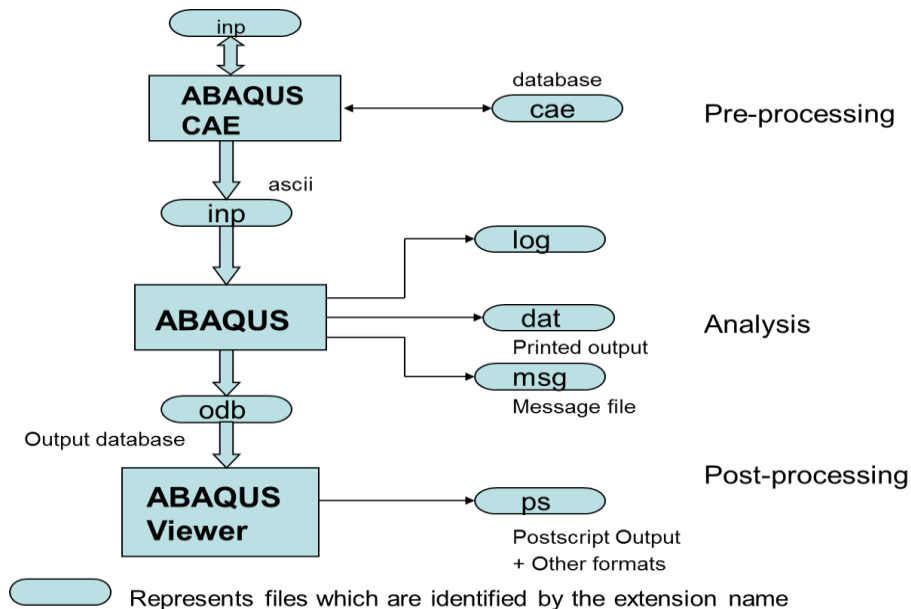 inp
ABAQUS
CAE
database
cae
Pre-processing
ascii
inp
log
ABAQUS
dat
Printed output
Analysis
msg
Message file
odb
Output database
ABAQUS
Viewer
ps
Postscript Output
+ Other formats
Post-processing
Represents files which are identified by the extension name